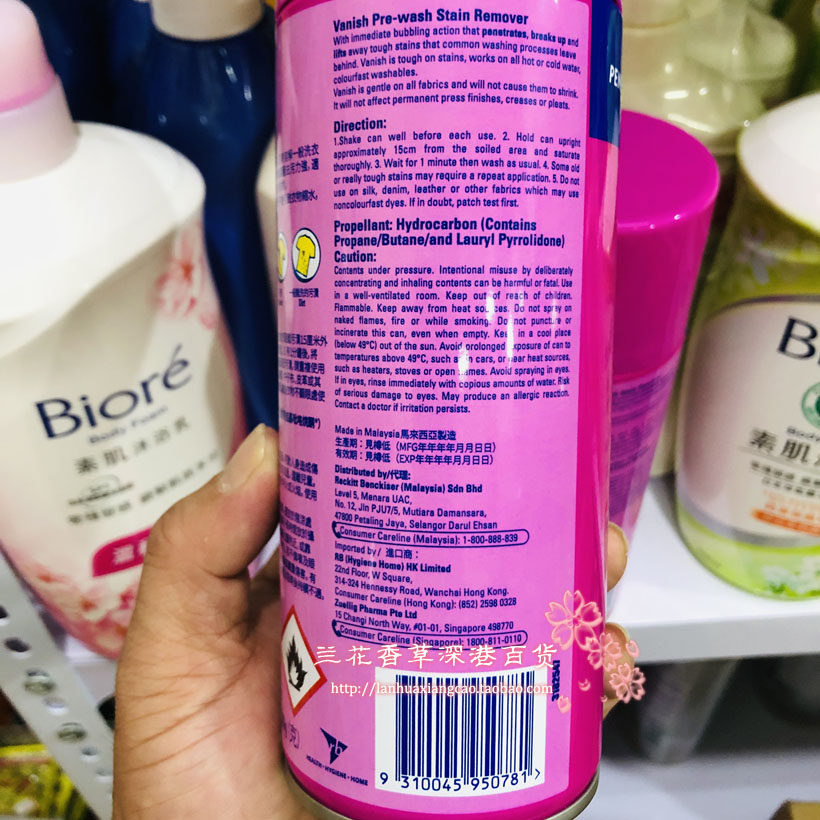 Vanish Pre-wash Stain Remover
With immediate bubbling action that penetrates, breaks up and
lifts away tough stains that common washing processes leave
behind. Vanish is tough on stains, works on all hot or cold water,
colourfast washables.
Vanish is gentle on all fabrics and will not cause them to shrink.
It will not affect permanent press finishes, creases or pleats.
Direction:
1.Shake can well before each use. 2. Hold can upright
approximately 15cm from the soiled area and saturate
thoroughly. 3. Wait for 1 minute then wash as usual. 4. Some old
or really tough stains may require a repeat application. 5. Do not
use on silk, denim, leather or other fabrics which may use
noncolourfast dyes. If in doubt, patch test first.
Propellant: Hydrocarbon (Contains
Propane/Butane/and Lauryl Pyrrolidone)
Caution:
Contents under pressure. Intentional misuse by deliberately
concentrating and inhaling contents can be harmful or fatal. Use
in a well-ventilated room. Keep out of reach of children.
Flammable. Keep away from heat sources. Do not spray on
naked flames, fire or while smoking. Do not puncture or
incinerate this can, even when empty. Keep in a cool place
(below 49°C) out of the sun. Avoid prolonged exposure of can to
temperatures above 49°C, such as in cars, or near heat sources,
such as heaters, stoves or open flames. Avoid spraying in eyes.
If in eyes, rinse immediately with copious amounts of water. Risk
of serious damage to eyes. May produce an allergic reaction.
Contact a doctor if irritation persists.
Made in Malaysia馬來西亞製造
生產期：見樽低 (MFG年年年年月月日日)
有效期：見樽低 (EXP年年年年月月日日)
Distributed by/代理:
Reckitt Benckiser (Malaysia) Sdn Bhd
Level 5, Menara UAC,
No. 12, Jln PJU7/5, Mutiara Damansara,
47800 Petaling Jaya, Selangor Darul Ehsan
Consumer Careline (Malaysia): 1-800-888-839
Imported by / 進口商：
RB (Hygiene Home) HK Limited
22nd Floor, W Square,
314-324 Hennessy Road, Wanchai Hong Kong.
Consumer Careline (Hong Kong): (852) 2598 0328
Zuellig Pharma Pte Ltd
15 Changi North Way, #01-01, Singapore 498770
Consumer Careline (Singapore): 1800-811-0110
兰花香草深港百货
http://lanhuaxiangcao.taobao.com
rb
HEALTH • HYGIENE • HOME
9 310045 950781
Bioré
Body Foam
素肌沐浴乳